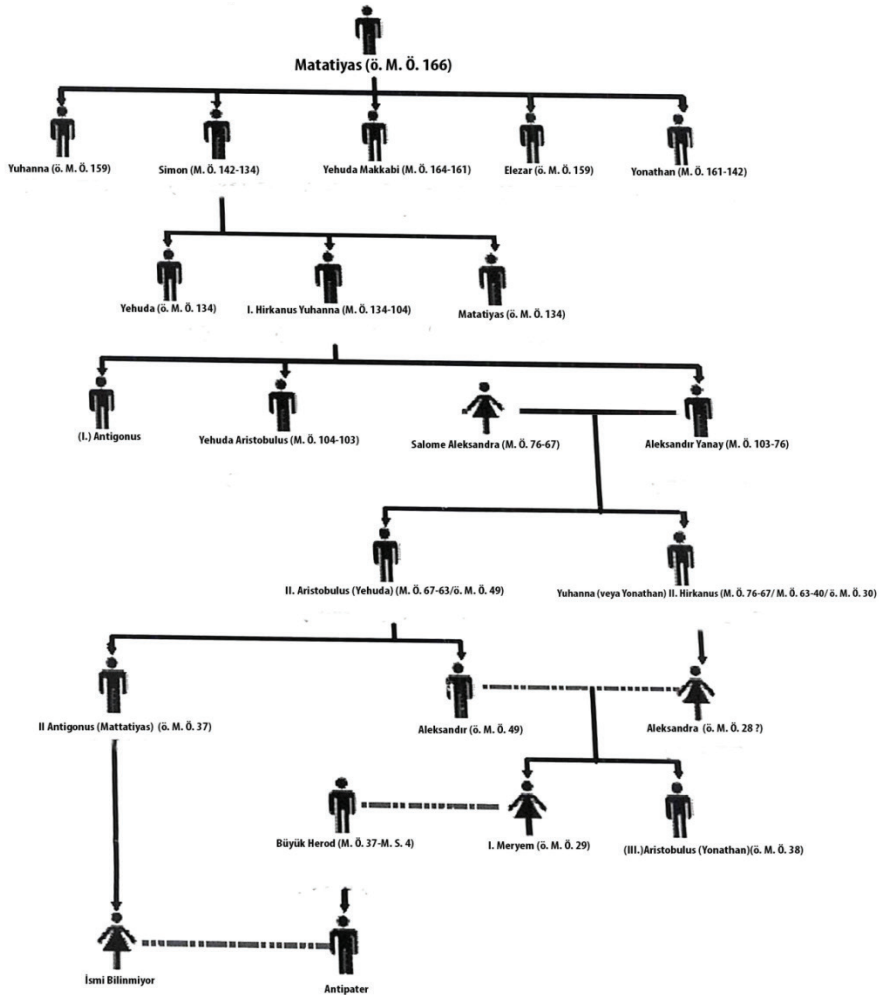 Matatiyas (ö. M. Ö. 166)
Yuhanna (ö. M. Ö. 159)
Simon (M. Ö. 142-134)
Yehuda Makkabi (M. Ö. 164-161)
Elezar (ö. M. Ö. 159)
Yonathan (M. Ö. 161-142)
Yehuda (ö. M. Ö. 134)
I. Hirkanus Yuhanna (M. Ö. 134-104)
Matatiyas (ö. M. Ö. 134)
(I.) Antigonus
Yehuda Aristobulus (M. Ö. 104-103)
Salome Aleksandra (M. Ö. 76-67)
Aleksandır Yanay (M. Ö. 103-76)
II. Aristobulus (Yehuda) (M. Ö. 67-63/ö. M. Ö. 49)
Yuhanna (veya Yonathan) II. Hirkanus (M. Ö. 76-67/ M. Ö. 63-40/ ö. M. Ö. 30)
II Antigonus (Mattatiyas) (ö. M. Ö. 37)
Aleksandır (ö. M. Ö. 49)
Aleksandra (ö. M. Ö. 28 ?)
Büyük Herod (M. Ö. 37-M. S. 4)
I. Meryem (ö. M. Ö. 29)
(III.)Aristobulus (Yonathan)(ö. M. Ö. 38)
İsmi Bilinmiyor
Antipater